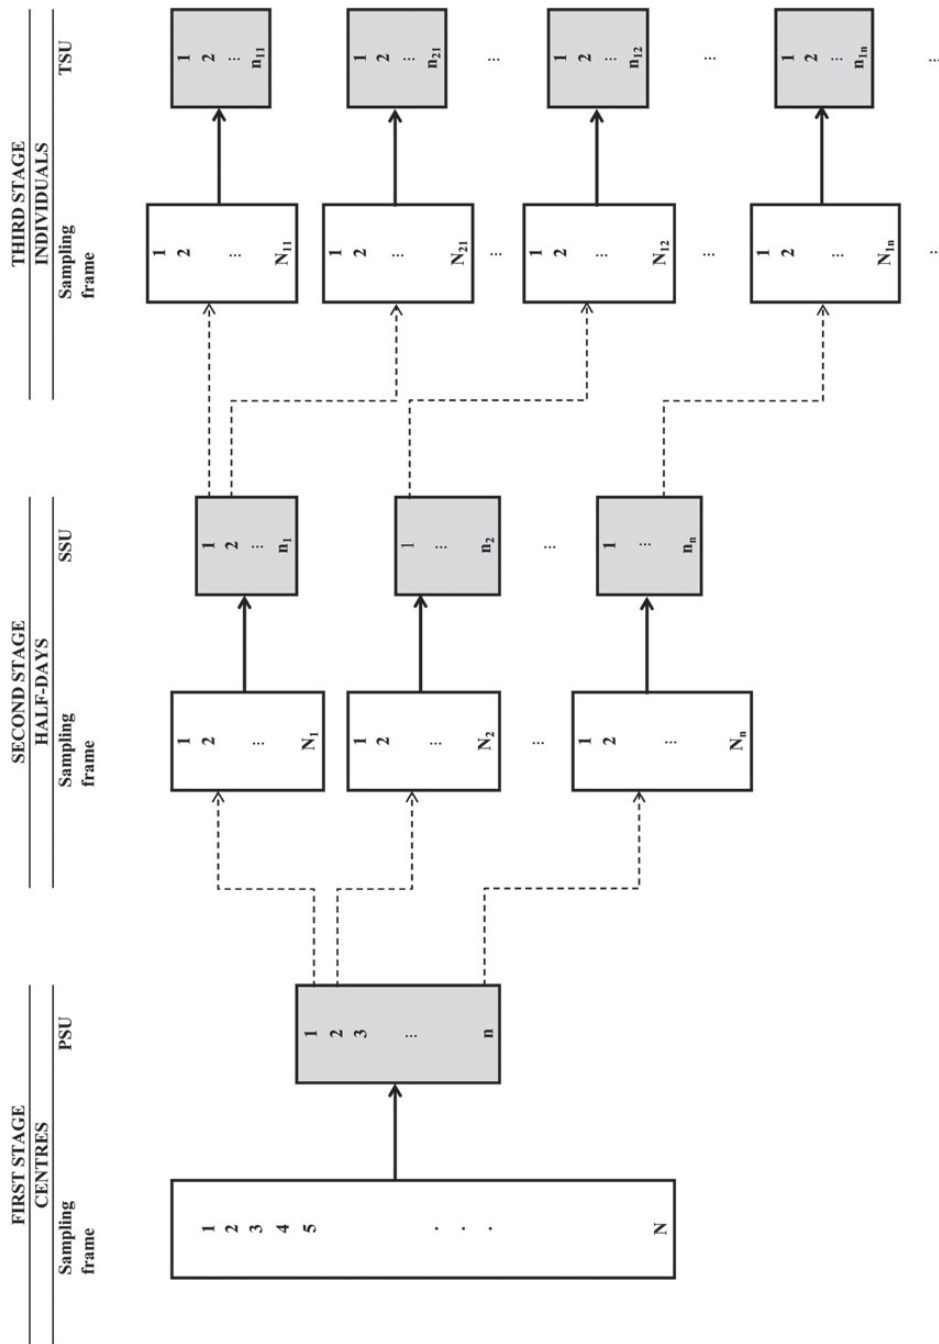 FIRST STAGE
CENTRES
Sampling
frame
PSU
1
2
3
4
5
.
.
.
N
1
2
3
...
n
SECOND STAGE
HALF-DAYS
Sampling
frame
SSU
1
2
...
N₁
1
2
...
n₁
1
2
...
N₂
1
...
n₂
...
...
1
2
...
Nₙ
1
...
nₙ
THIRD STAGE
INDIVIDUALS
Sampling
frame
TSU
1
2
...
N₁₁
1
2
...
n₁₁
1
2
...
N₂₁
1
2
...
n₂₁
...
...
1
2
...
N₁₂
1
2
...
n₁₂
...
...
1
2
...
N₁ₙ
1
2
...
n₁ₙ
...
...